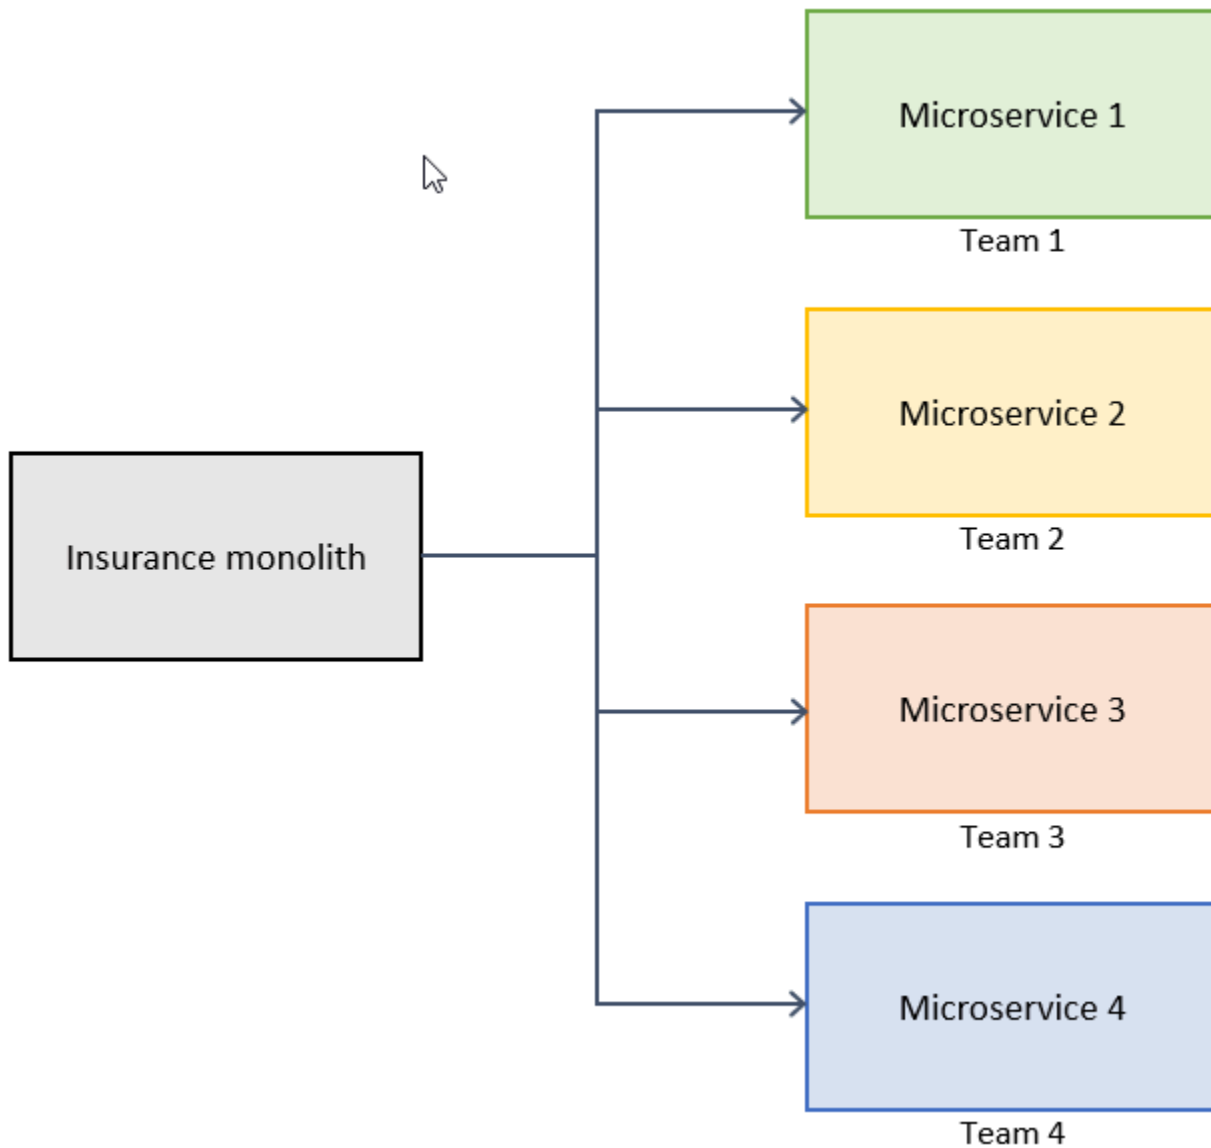 Microservice 1
Team 1
Microservice 2
Team 2
Insurance monolith
Microservice 3
Team 3
Microservice 4
Team 4